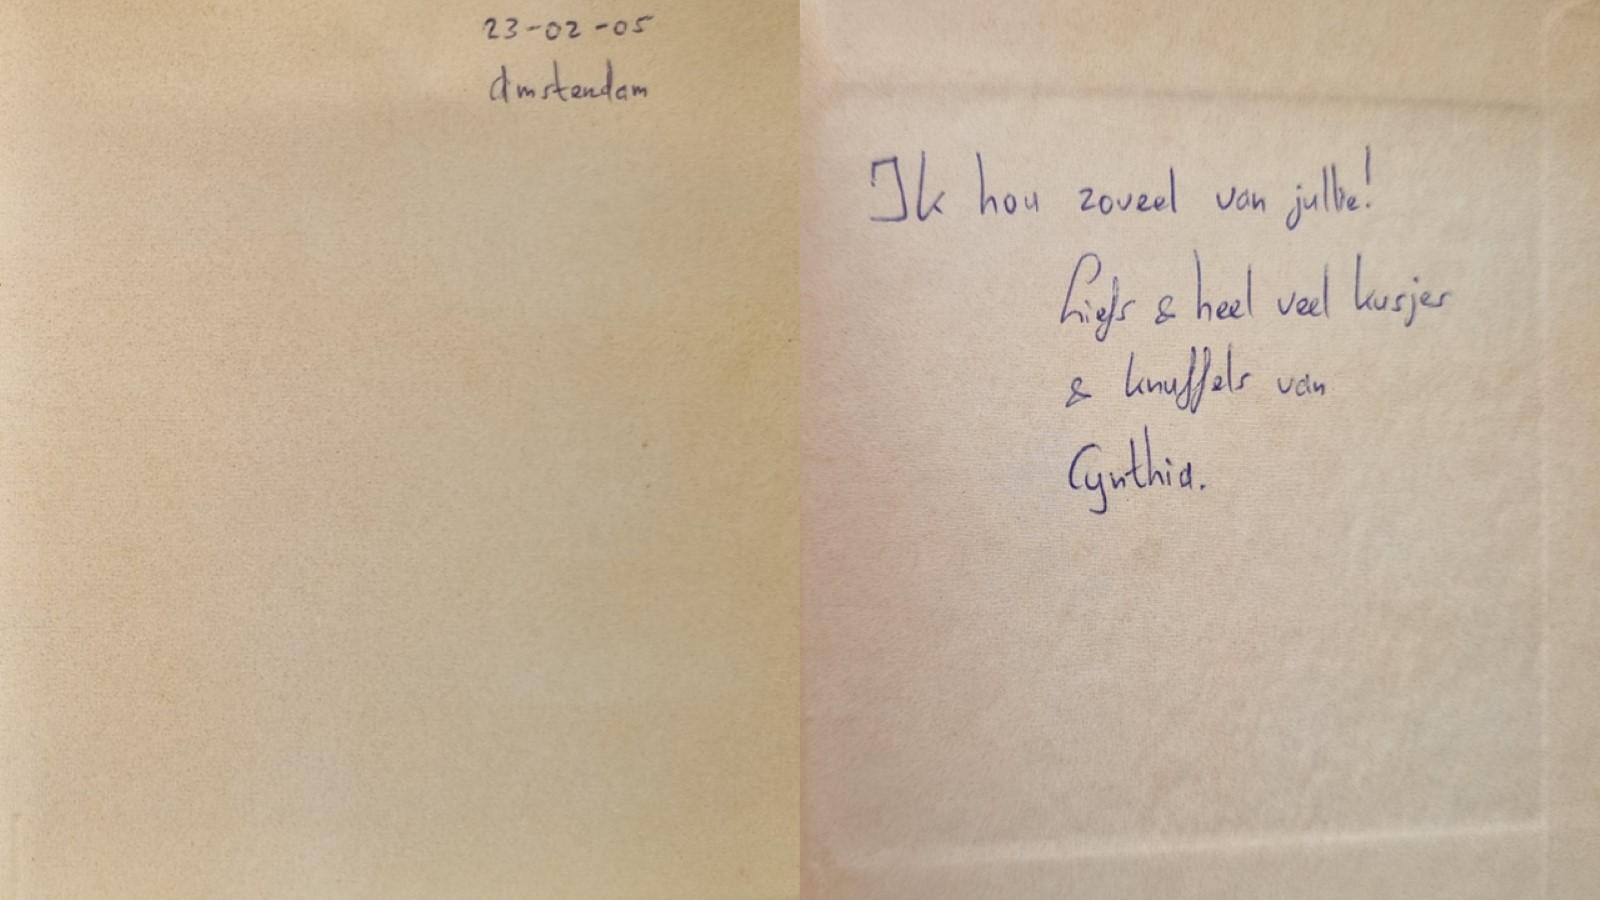 23-02-05
Amsterdam
Ik hou zoveel van jullie!
Liefs & heel veel kusjes
& knuffels van
Cynthia.